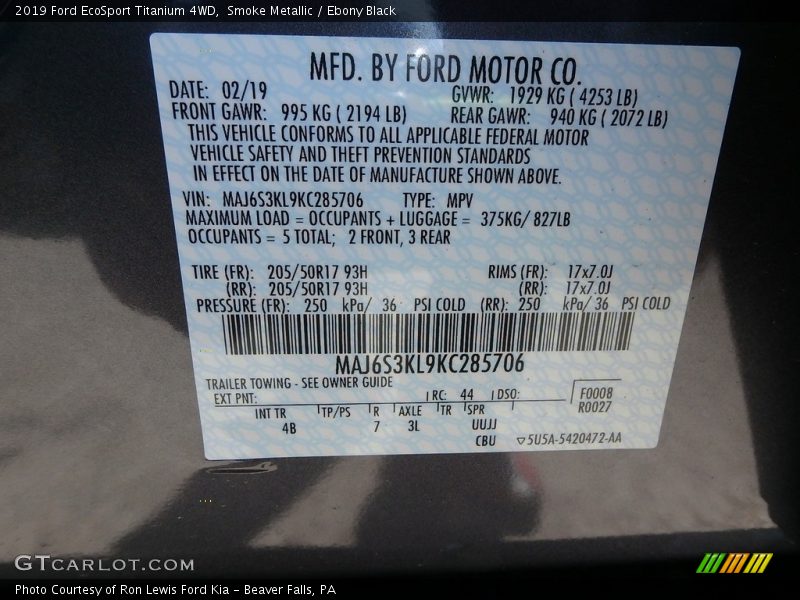 2019 Ford EcoSport Titanium 4WD, Smoke Metallic / Ebony Black
MFD. BY FORD MOTOR CO.
DATE: 02/19 GVWR: 1929 KG ( 4253 LB)
FRONT GAWR: 995 KG ( 2194 LB) REAR GAWR: 940 KG ( 2072 LB)
THIS VEHICLE CONFORMS TO ALL APPLICABLE FEDERAL MOTOR
VEHICLE SAFETY AND THEFT PREVENTION STANDARDS
IN EFFECT ON THE DATE OF MANUFACTURE SHOWN ABOVE.
VIN: MAJ6S3KL9KC285706 TYPE: MPV
MAXIMUM LOAD = OCCUPANTS + LUGGAGE = 375KG/ 827LB
OCCUPANTS = 5 TOTAL; 2 FRONT, 3 REAR
TIRE (FR): 205/50R17 93H RIMS (FR): 17x7.0J
(RR): 205/50R17 93H (RR): 17x7.0J
PRESSURE (FR): 250 kPa/ 36 PSI COLD (RR): 250 kPa/ 36 PSI COLD
MAJ6S3KL9KC285706
TRAILER TOWING - SEE OWNER GUIDE
EXT PNT: RC: 44 DSO: F0008
R0027
INT TR TP/PS R AXLE TR SPR
4B 7 3L UUJJ
CBU 5U5A-5420472-AA
GTCARLOT.COM
Photo Courtesy of Ron Lewis Ford Kia - Beaver Falls, PA